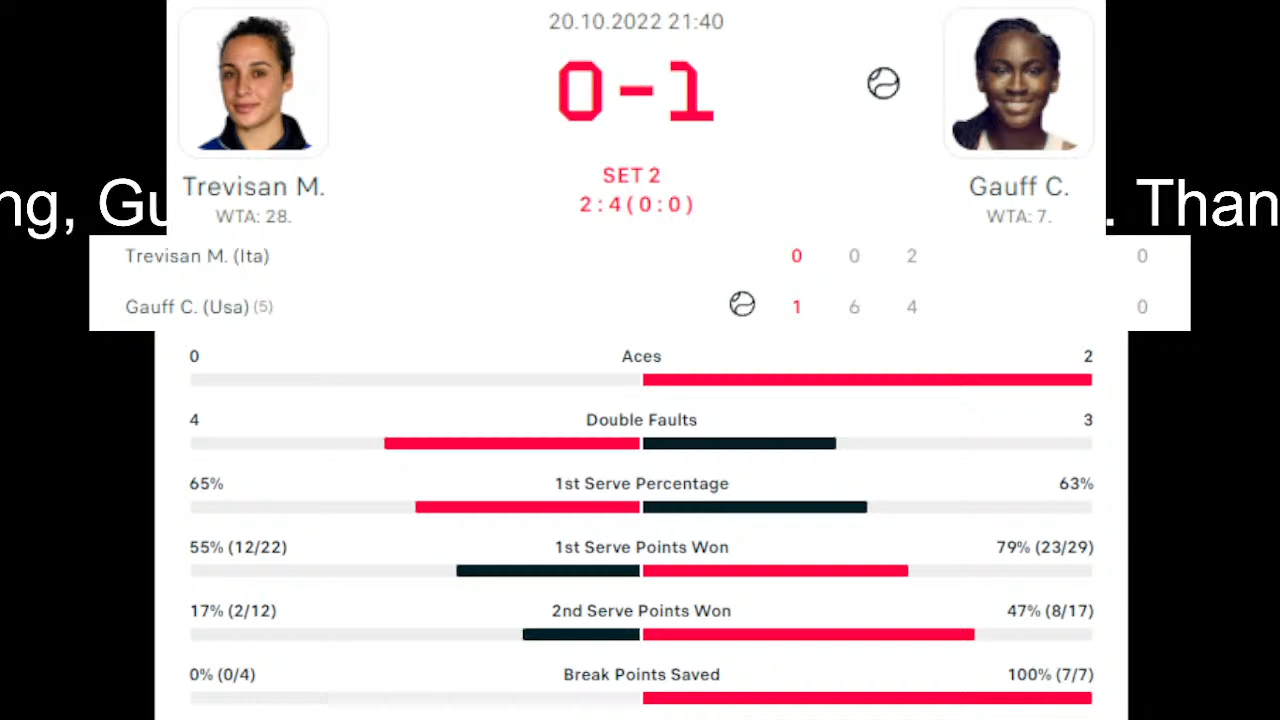 20.10.2022 21:40
0-1
SET 2
2:4(0:0)
Trevisan M.
WTA: 28.
Gauff C.
WTA: 7.
ng, Gu . Than
Trevisan M. (Ita) 0 0 2 0
Gauff C. (Usa) (5) 1 6 4 0
0 Aces 2
4 Double Faults 3
65% 1st Serve Percentage 63%
55% (12/22) 1st Serve Points Won 79% (23/29)
17% (2/12) 2nd Serve Points Won 47% (8/17)
0% (0/4) Break Points Saved 100% (7/7)